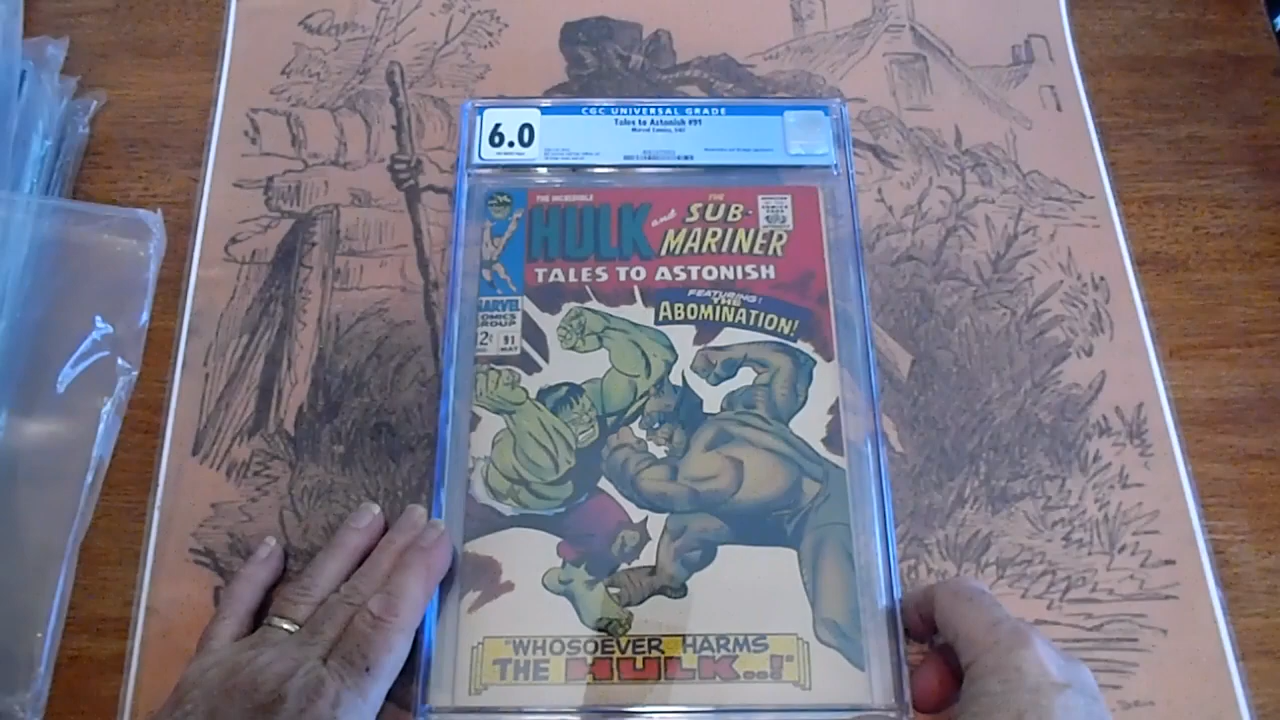 CGC UNIVERSAL GRADE
6.0
Tales to Astonish #91
Marvel Comics, 5/67
THE INCREDIBLE
HULK and THE SUB-MARINER
TALES TO ASTONISH
FEATURING:
THE
ABOMINATION!
MARVEL
COMICS
GROUP
2¢
91
MAY
"WHOSOEVER HARMS
THE HULK..!"